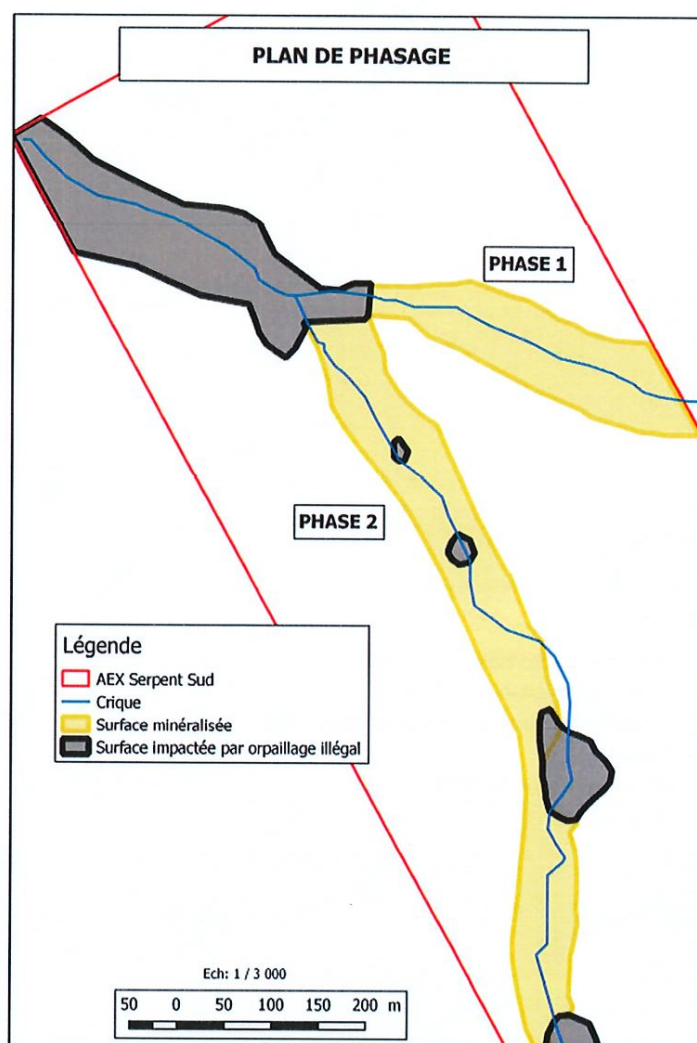 PLAN DE PHASAGE
PHASE 1
PHASE 2
Légende
AEX Serpent Sud
Crique
Surface minéralisée
Surface impactée par orpaillage illégal
Ech: 1 / 3 000
50 0 50 100 150 200 m